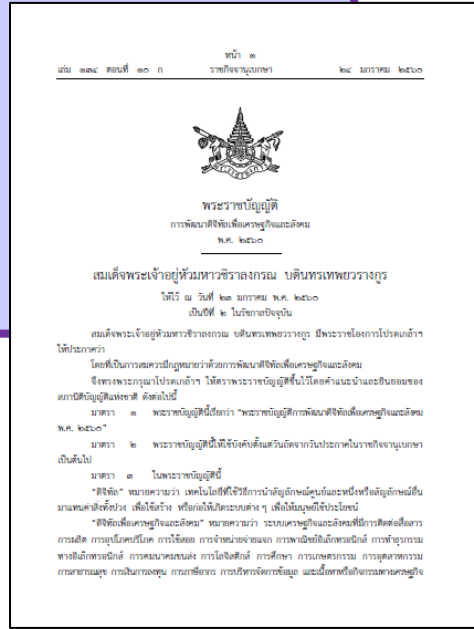 หน้า ๑
เล่ม ๑๓๔ ตอนที่ ๑๐ ก ราชกิจจานุเบกษา ๒๔ มกราคม ๒๕๖๐
พระราชบัญญัติ
การพัฒนาดิจิทัลเพื่อเศรษฐกิจและสังคม
พ.ศ. ๒๕๖๐
สมเด็จพระเจ้าอยู่หัวมหาวชิราลงกรณ บดินทรเทพยวรางกูร
ให้ไว้ ณ วันที่ ๒๓ มกราคม พ.ศ. ๒๕๖๐
เป็นปีที่ ๒ ในรัชกาลปัจจุบัน
สมเด็จพระเจ้าอยู่หัวมหาวชิราลงกรณ บดินทรเทพยวรางกูร มีพระราชโองการโปรดเกล้าฯ
ให้ประกาศว่า
โดยที่เป็นการสมควรมีกฎหมายว่าด้วยการพัฒนาดิจิทัลเพื่อเศรษฐกิจและสังคม
จึงทรงพระกรุณาโปรดเกล้าฯ ให้ตราพระราชบัญญัติขึ้นไว้โดยคำแนะนำและยินยอมของ
สภานิติบัญญัติแห่งชาติ ดังต่อไปนี้
มาตรา ๑ พระราชบัญญัตินี้เรียกว่า “พระราชบัญญัติการพัฒนาดิจิทัลเพื่อเศรษฐกิจและสังคม
พ.ศ. ๒๕๖๐”
มาตรา ๒ พระราชบัญญัตินี้ให้ใช้บังคับตั้งแต่วันถัดจากวันประกาศในราชกิจจานุเบกษา
เป็นต้นไป
มาตรา ๓ ในพระราชบัญญัตินี้
“ดิจิทัล” หมายความว่า เทคโนโลยีที่ใช้วิธีการนำสัญลักษณ์ศูนย์และหนึ่งหรือสัญลักษณ์อื่น
มาแทนค่าสิ่งทั้งปวง เพื่อใช้สร้าง หรือก่อให้เกิดระบบต่าง ๆ เพื่อให้มนุษย์ใช้ประโยชน์
“ดิจิทัลเพื่อเศรษฐกิจและสังคม” หมายความว่า ระบบเศรษฐกิจและสังคมที่มีการติดต่อสื่อสาร
การผลิต การอุปโภคบริโภค การใช้สอย การจำหน่ายจ่ายแจก การพาณิชย์อิเล็กทรอนิกส์ การทำธุรกรรม
ทางอิเล็กทรอนิกส์ การคมนาคมขนส่ง การโลจิสติกส์ การศึกษา การเกษตรกรรม การอุตสาหกรรม
การสาธารณสุข การเงินการลงทุน การภาษีอากร การบริหารจัดการข้อมูล และเนื้อหาหรือกิจกรรมทางเศรษฐกิจ